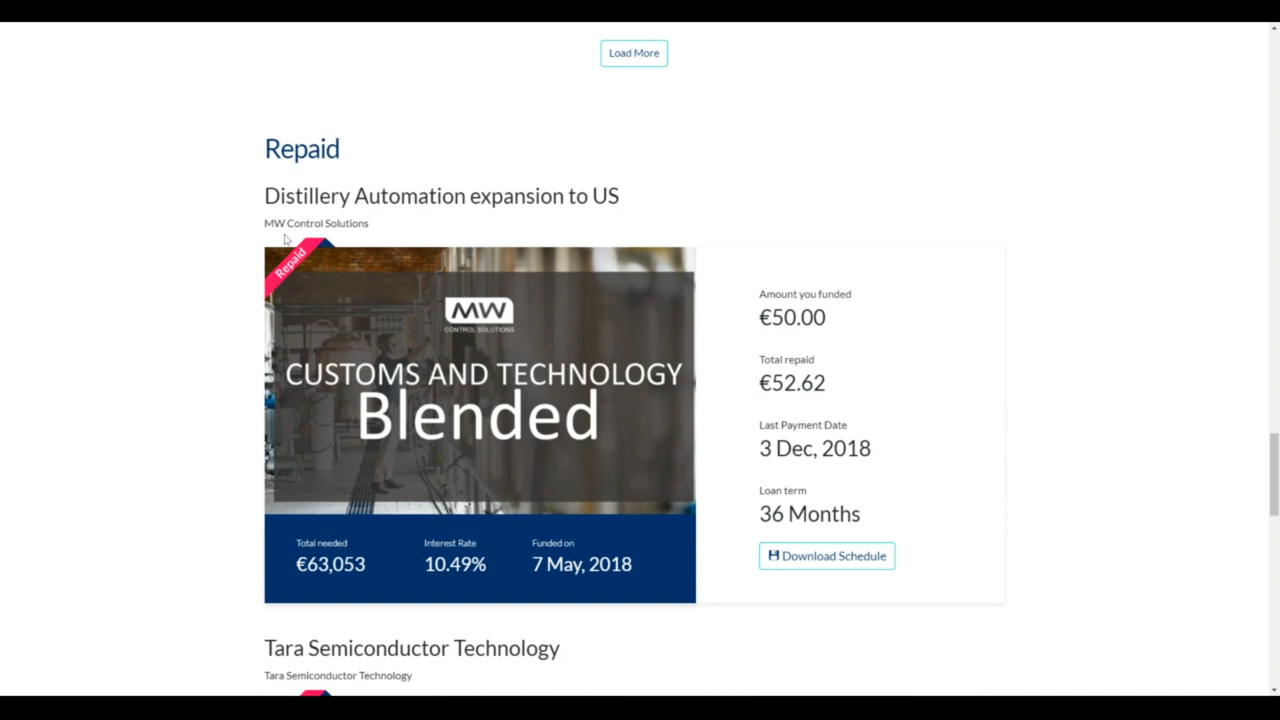 Load More
Repaid
Distillery Automation expansion to US
MW Control Solutions
Repaid
MW
CONTROL SOLUTIONS
CUSTOMS AND TECHNOLOGY
Blended
Total needed
€63,053
Interest Rate
10.49%
Funded on
7 May, 2018
Amount you funded
€50.00
Total repaid
€52.62
Last Payment Date
3 Dec, 2018
Loan term
36 Months
Download Schedule
Tara Semiconductor Technology
Tara Semiconductor Technology